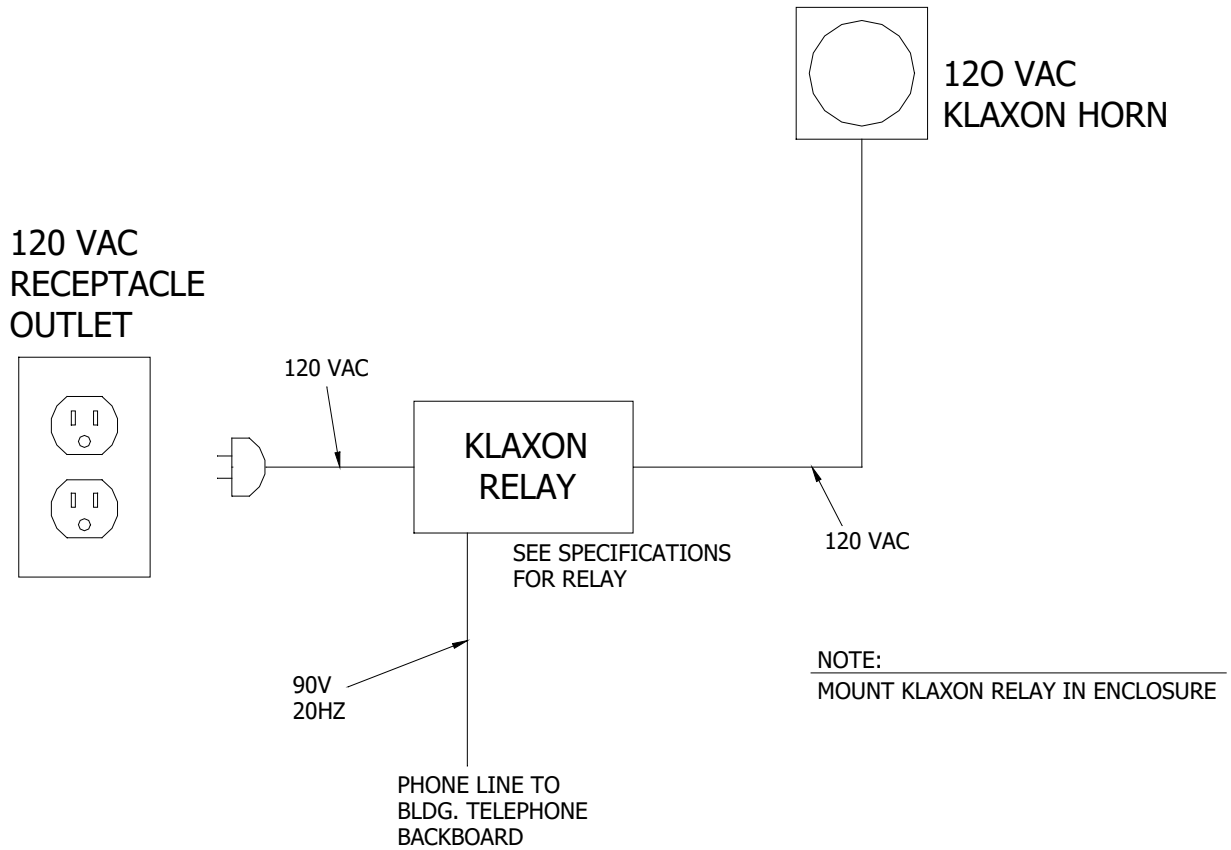 12O VAC
KLAXON HORN
120 VAC
RECEPTACLE
OUTLET
120 VAC
KLAXON
RELAY
SEE SPECIFICATIONS
FOR RELAY
120 VAC
90V
20HZ
NOTE:
MOUNT KLAXON RELAY IN ENCLOSURE
PHONE LINE TO
BLDG. TELEPHONE
BACKBOARD